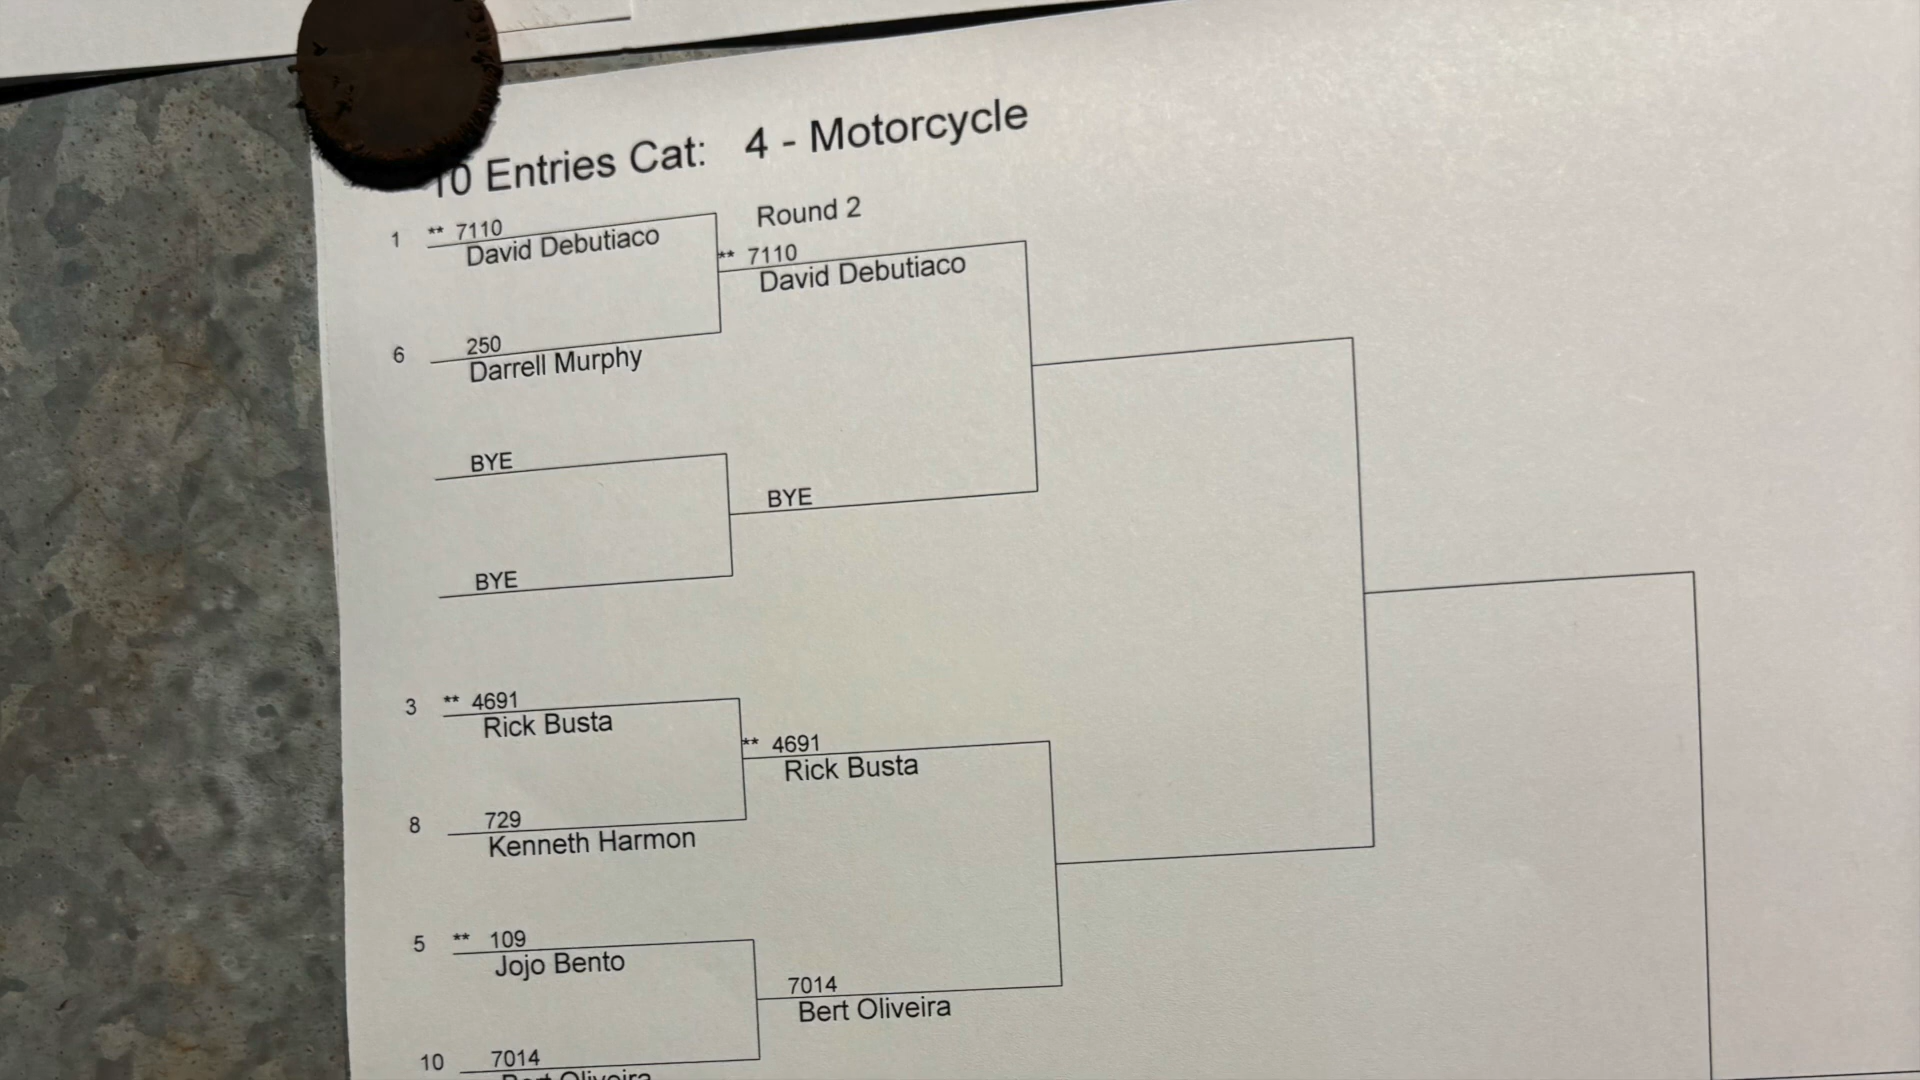 10 Entries Cat: 4 - Motorcycle
Round 2
1 ** 7110
David Debutiaco
** 7110
David Debutiaco
6 250
Darrell Murphy
BYE
BYE
BYE
3 ** 4691
Rick Busta
** 4691
Rick Busta
8 729
Kenneth Harmon
5 ** 109
Jojo Bento
7014
Bert Oliveira
10 7014
Bert Oliveira